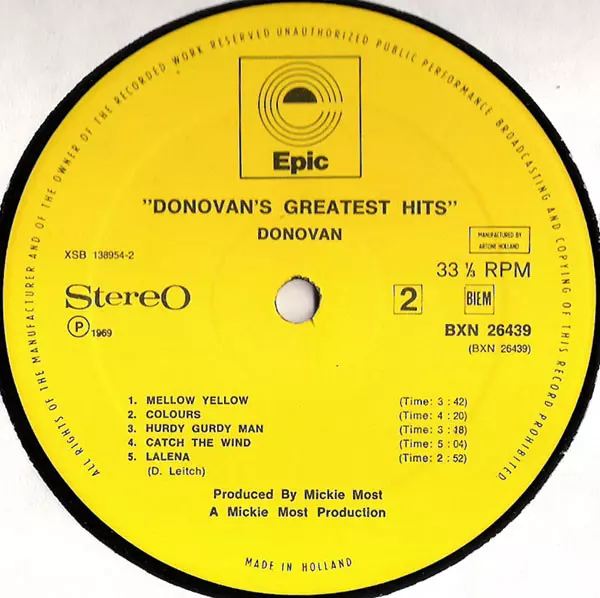 ALL RIGHTS OF THE MANUFACTURER AND OF THE OWNER OF THE RECORDED WORK RESERVED UNAUTHORIZED PUBLIC PERFORMANCE BROADCASTING AND COPYING OF THIS RECORD PROHIBITED
Epic
"DONOVAN'S GREATEST HITS"
DONOVAN
MANUFACTURED BY
ARTONE HOLLAND
XSB 138954-2
33 ⅓ RPM
Stereo
2
BIEM
Ⓟ 1969
BXN 26439
(BXN 26439)
1. MELLOW YELLOW (Time: 3 : 42)
2. COLOURS (Time: 4 : 20)
3. HURDY GURDY MAN (Time: 3 : 18)
4. CATCH THE WIND (Time: 5 : 04)
5. LALENA (Time: 2 : 52)
(D. Leitch)
Produced By Mickie Most
A Mickie Most Production
MADE IN HOLLAND